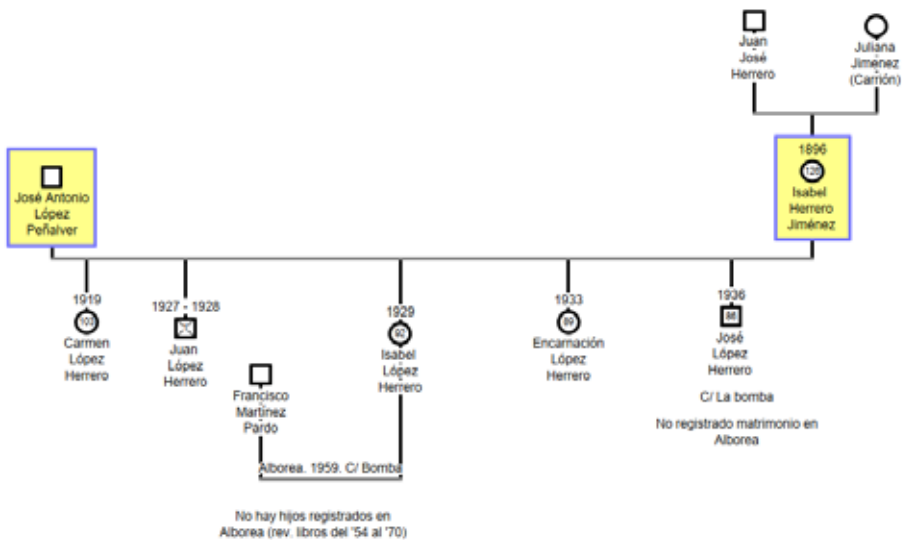 Juan
José
Herrero
Juliana
Jiménez
(Carrión)
1896
126
Isabel
Herrero
Jiménez
José Antonio
López
Peñalver
1919
103
Carmen
López
Herrero
1927 - 1928
Juan
López
Herrero
1929
92
Isabel
López
Herrero
1933
89
Encarnación
López
Herrero
1936
86
José
López
Herrero
C/ La bomba
No registrado matrimonio en
Alborea
Francisco
Martínez
Pardo
Alborea. 1959. C/ Bomba
No hay hijos registrados en
Alborea (rev. libros del '54 al '70)